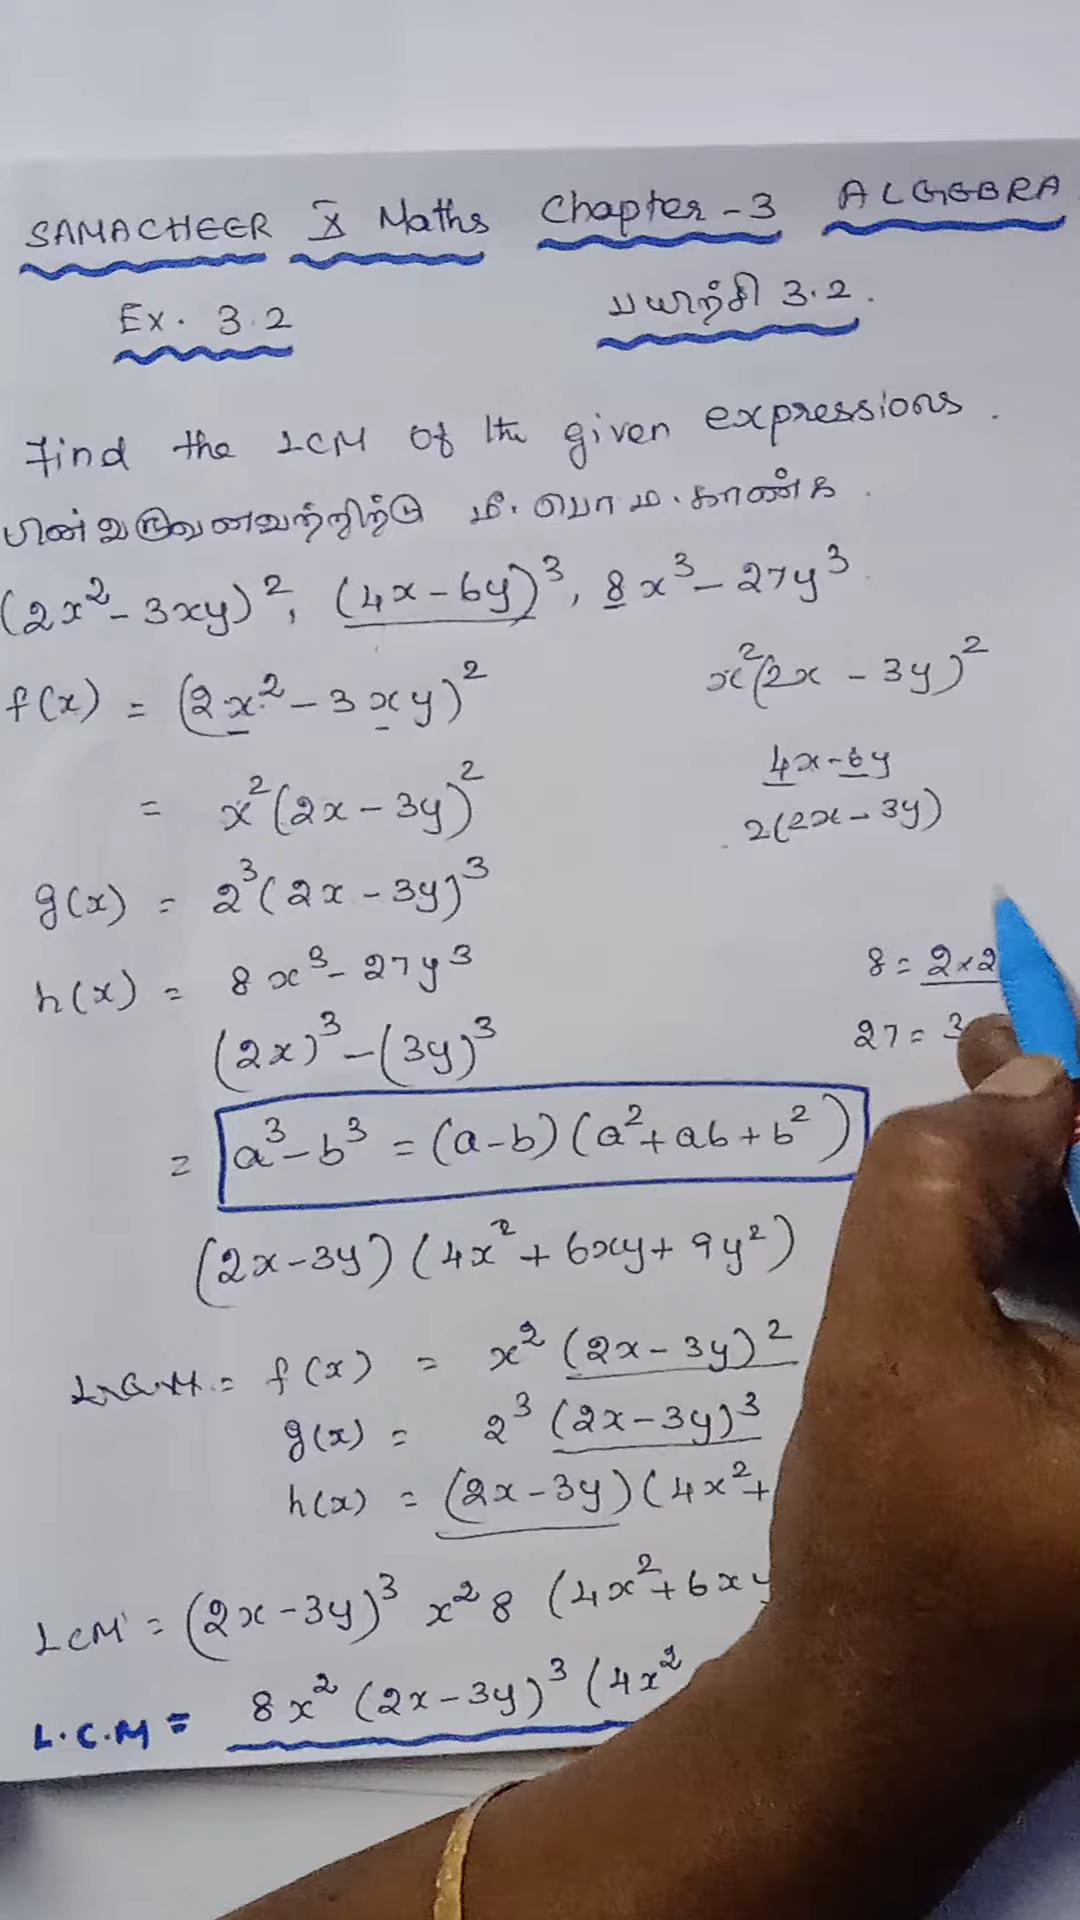 SAMACHEER X Maths Chapter - 3 ALGEBRA
Ex. 3.2 பயிற்சி 3.2.
Find the LCM of the given expressions.
பின்வருவனவற்றிற்கு மீ.பொ.ம. காண்க.
(2x² - 3xy)², (4x - 6y)³, 8x³ - 27y³.
f(x) = (2x² - 3xy)² x²(2x - 3y)²
4x - 6y
= x²(2x - 3y)² 2(2x - 3y)
g(x) = 2³(2x - 3y)³
h(x) = 8x³ - 27y³ 8 = 2×2
(2x)³ - (3y)³ 27 = 3
= a³ - b³ = (a-b)(a² + ab + b²)
(2x - 3y)(4x² + 6xy + 9y²)
L.C.M. = f(x) = x² (2x - 3y)²
g(x) = 2³ (2x - 3y)³
h(x) = (2x - 3y)(4x² +
LCM = (2x - 3y)³ x² 8 (4x² + 6xy
L.C.M = 8x² (2x - 3y)³ (4x²